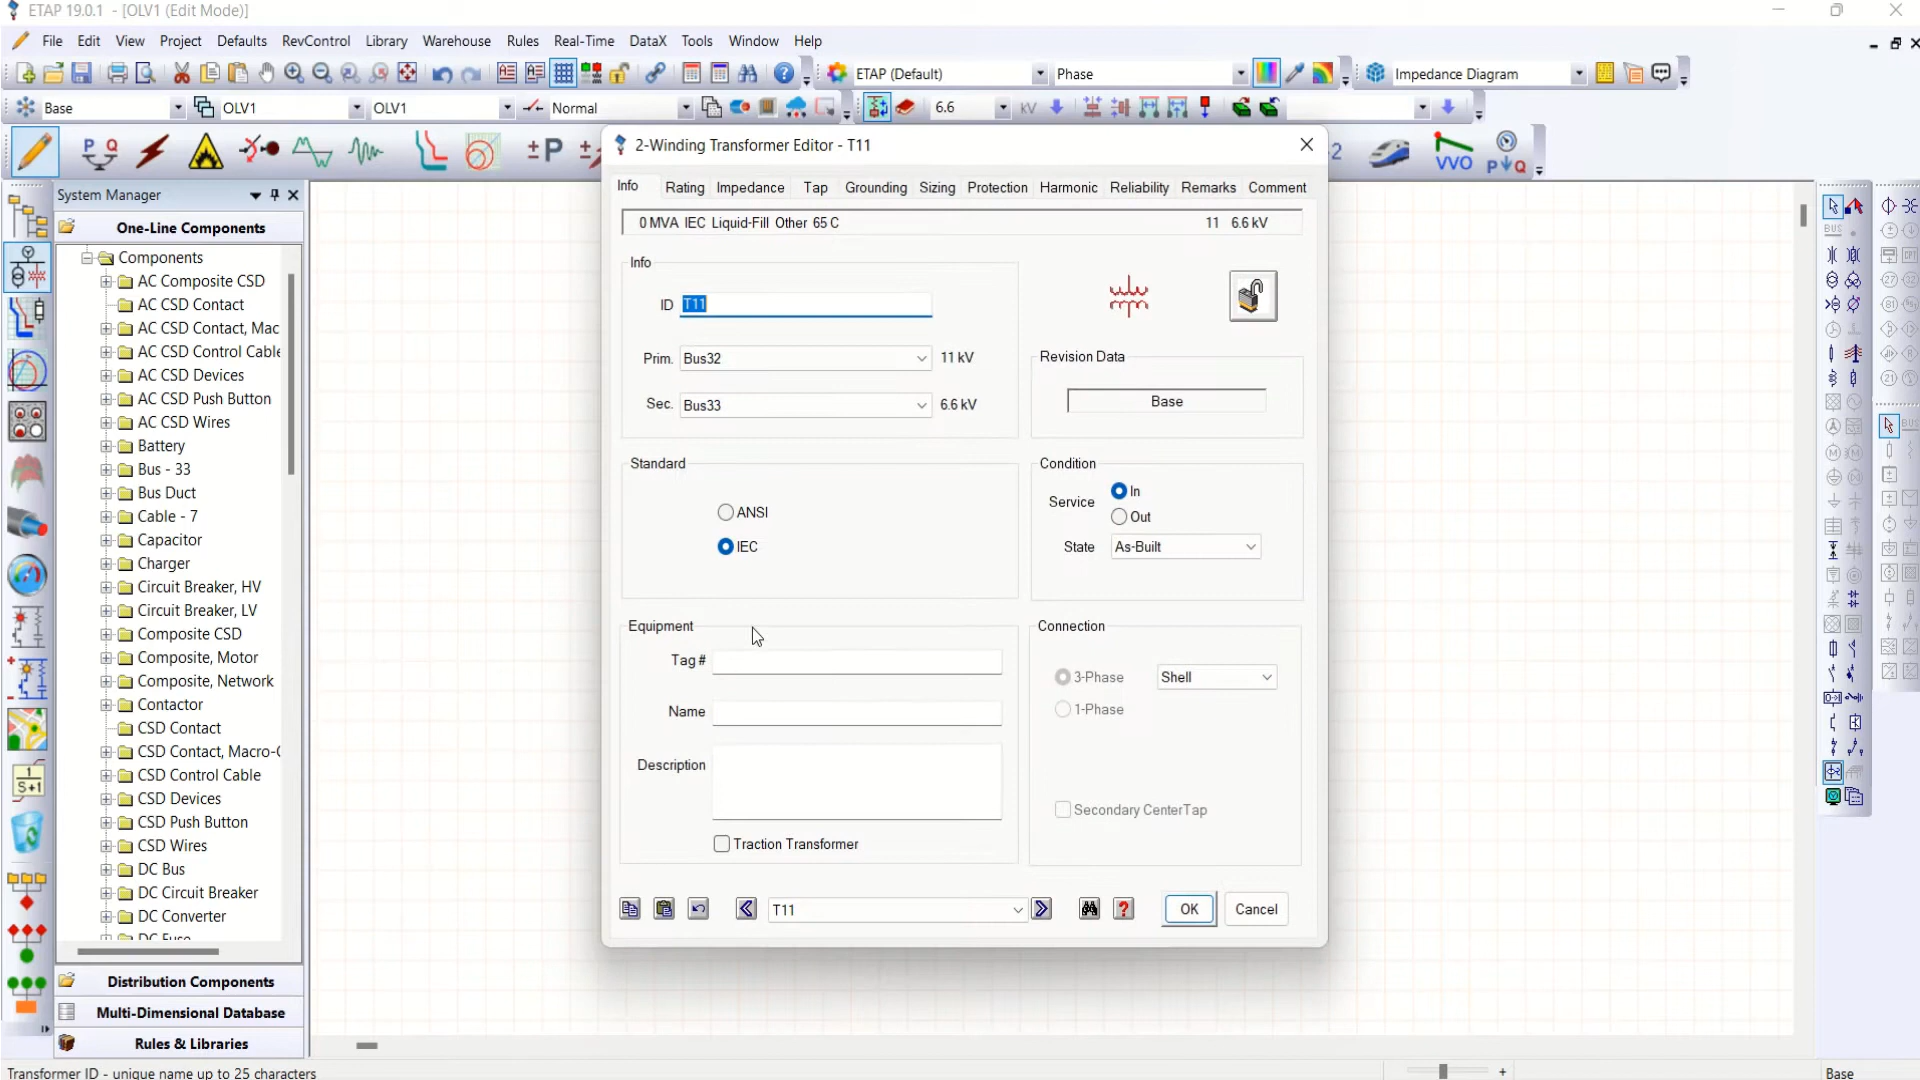 ETAP 19.0.1 - [OLV1 (Edit Mode)]
File Edit View Project Defaults RevControl Library Warehouse Rules Real-Time DataX Tools Window Help
ETAP (Default) Phase Impedance Diagram
Base OLV1 OLV1 Normal 6.6 kV
P Q ±P VVO P Q
System Manager
One-Line Components
Components
AC Composite CSD
AC CSD Contact
AC CSD Contact, Mac
AC CSD Control Cable
AC CSD Devices
AC CSD Push Button
AC CSD Wires
Battery
Bus - 33
Bus Duct
Cable - 7
Capacitor
Charger
Circuit Breaker, HV
Circuit Breaker, LV
Composite CSD
Composite, Motor
Composite, Network
Contactor
CSD Contact
CSD Contact, Macro-C
CSD Control Cable
CSD Devices
CSD Push Button
CSD Wires
DC Bus
DC Circuit Breaker
DC Converter
DC Fuse
Distribution Components
Multi-Dimensional Database
Rules & Libraries
2-Winding Transformer Editor - T11
Info Rating Impedance Tap Grounding Sizing Protection Harmonic Reliability Remarks Comment
0 MVA IEC Liquid-Fill Other 65 C 11 6.6 kV
Info
ID T11
Prim. Bus32 11 kV
Sec. Bus33 6.6 kV
Revision Data
Base
Standard
ANSI
IEC
Condition
Service In
Out
State As-Built
Equipment
Tag #
Name
Description
Traction Transformer
Connection
3-Phase Shell
1-Phase
Secondary CenterTap
T11
OK Cancel
Transformer ID - unique name up to 25 characters
Base